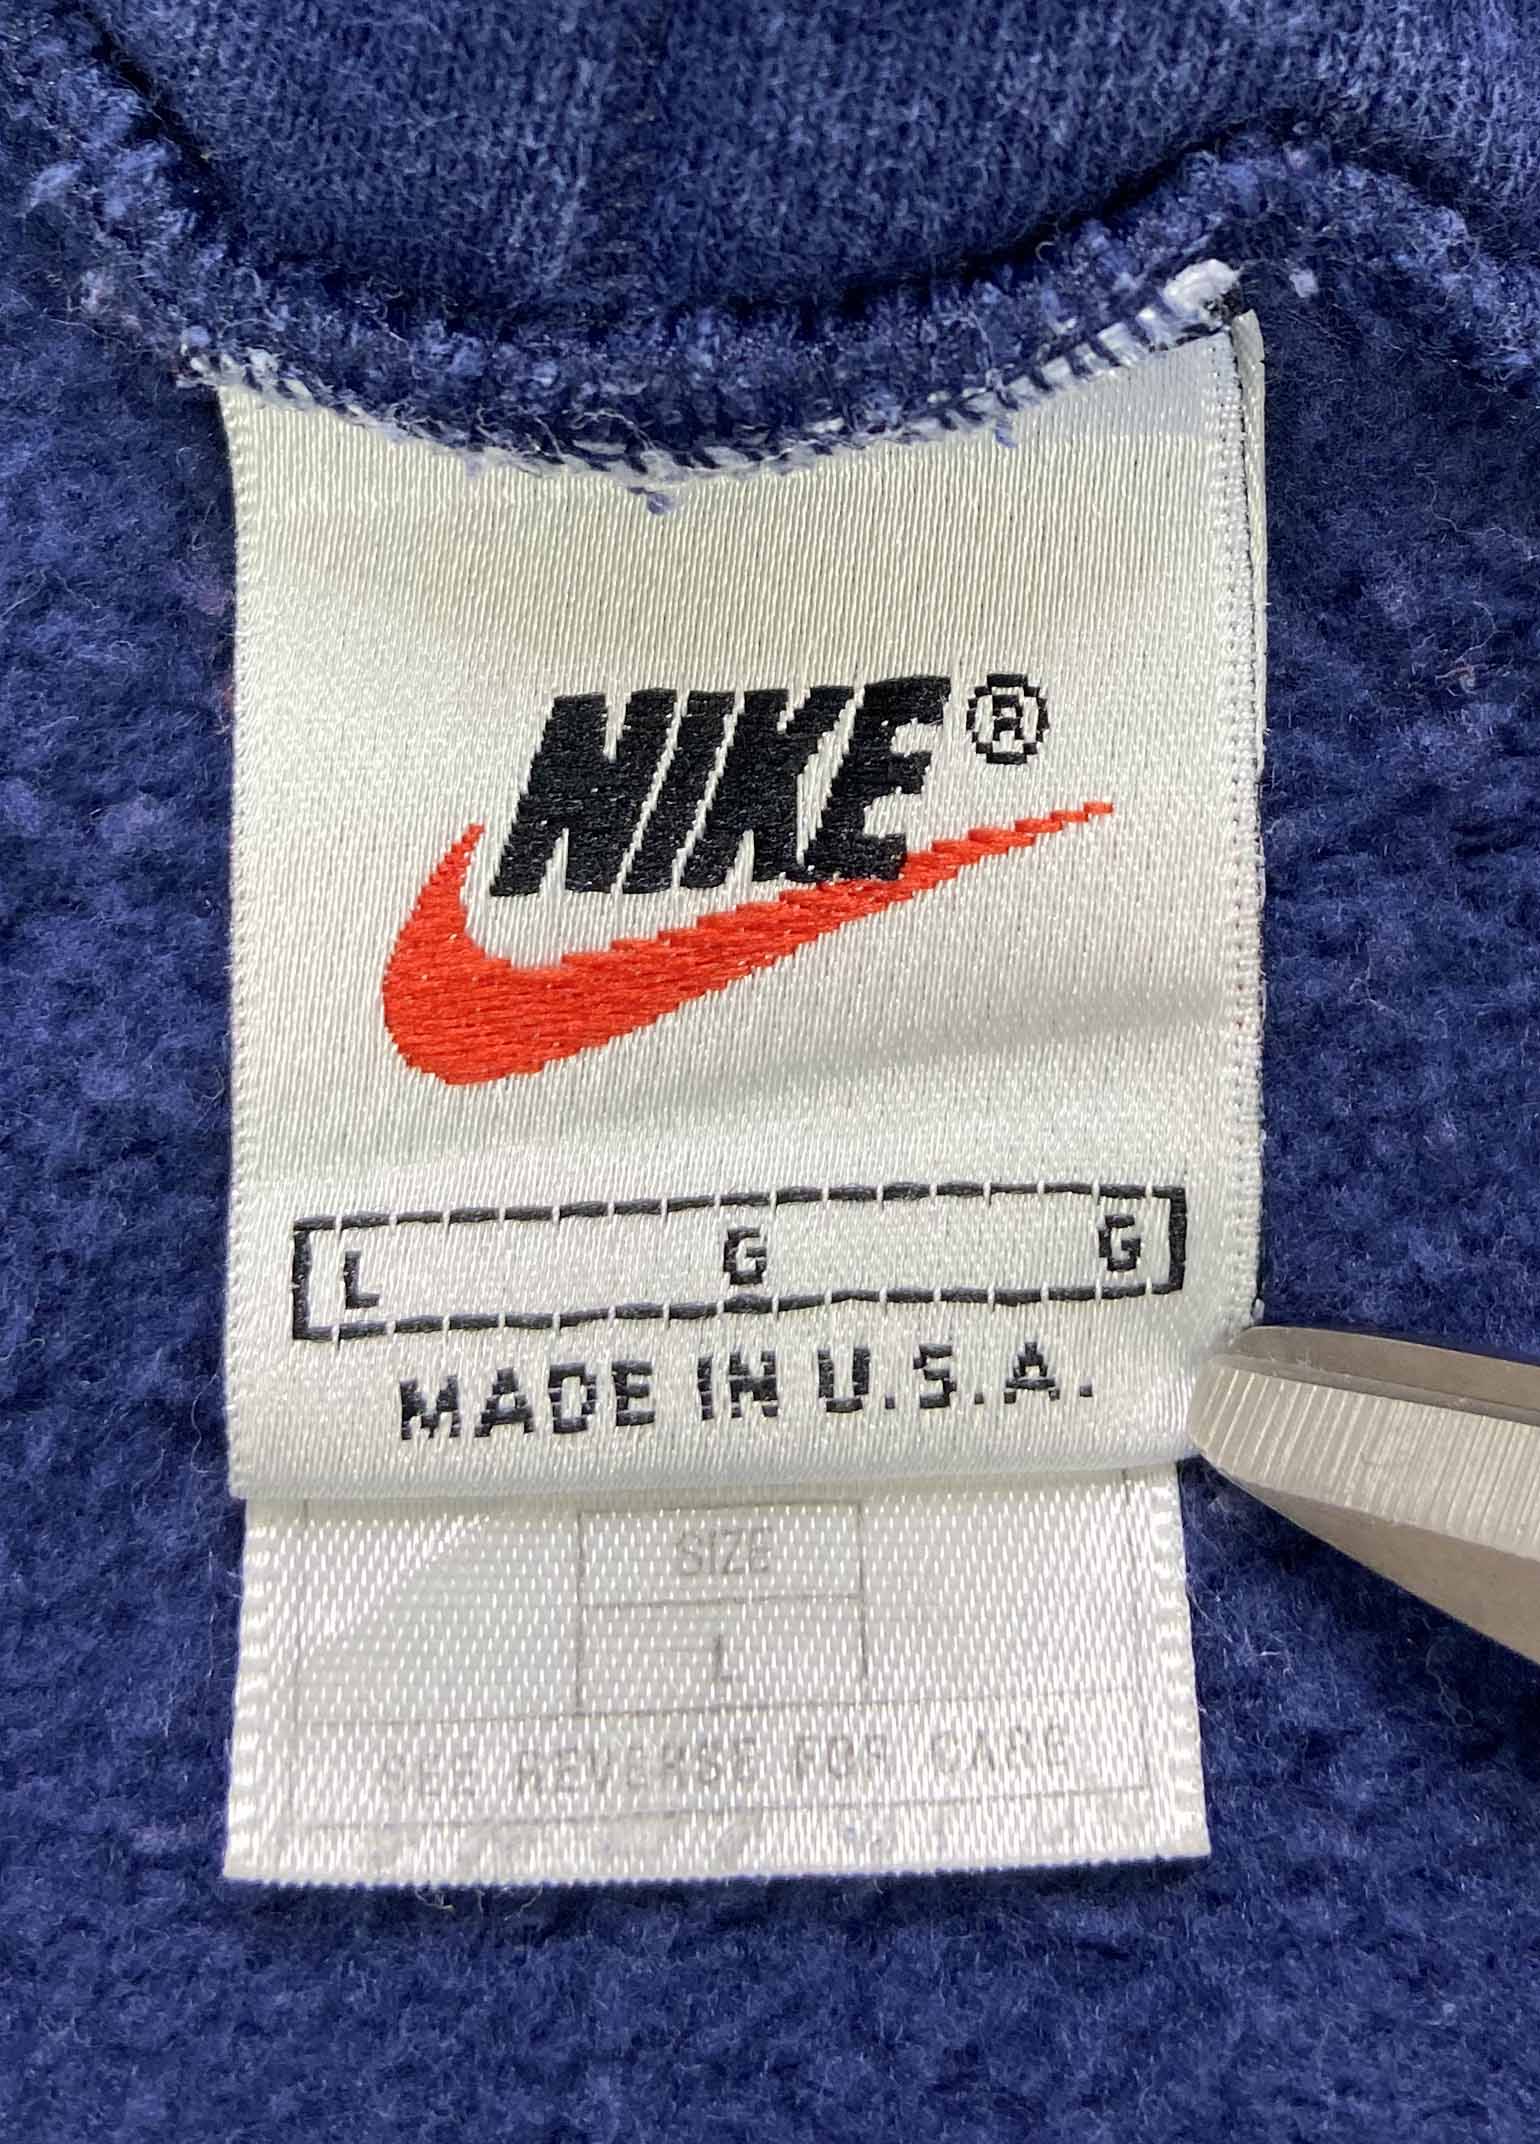 NIKE®
L G G
MADE IN U.S.A.
SIZE
L
SEE REVERSE FOR CARE